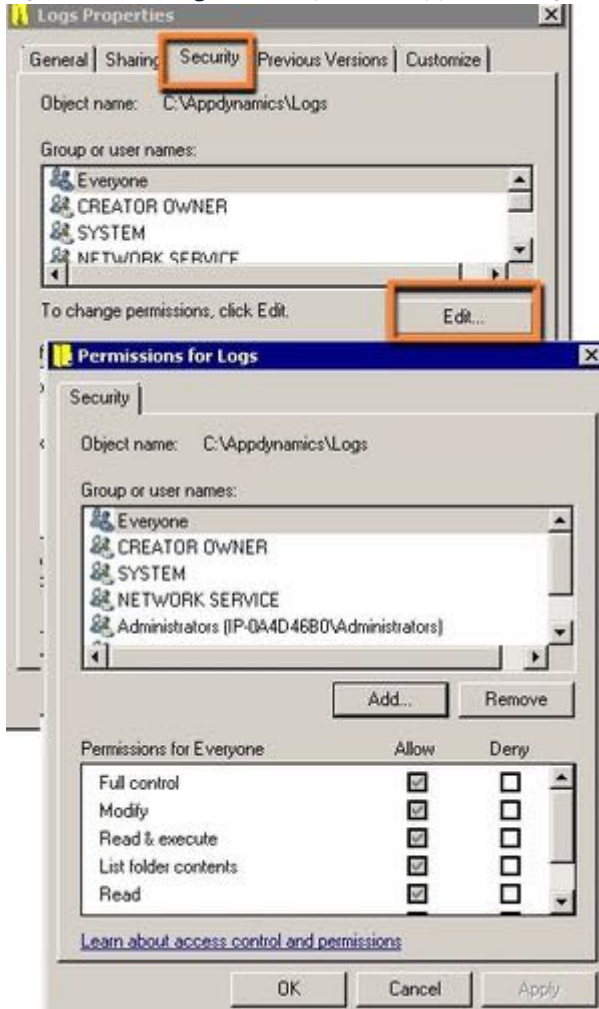 Logs Properties
General Sharing Security Previous Versions Customize
Object name: C:\Appdynamics\Logs
Group or user names:
Everyone
CREATOR OWNER
SYSTEM
NETWORK SERVICE
To change permissions, click Edit.
Edit...
Permissions for Logs
Security
Object name: C:\Appdynamics\Logs
Group or user names:
Everyone
CREATOR OWNER
SYSTEM
NETWORK SERVICE
Administrators (IP-0A4D46B0\Administrators)
Add... Remove
Permissions for Everyone Allow Deny
Full control
Modify
Read & execute
List folder contents
Read
Learn about access control and permissions
OK Cancel Apply